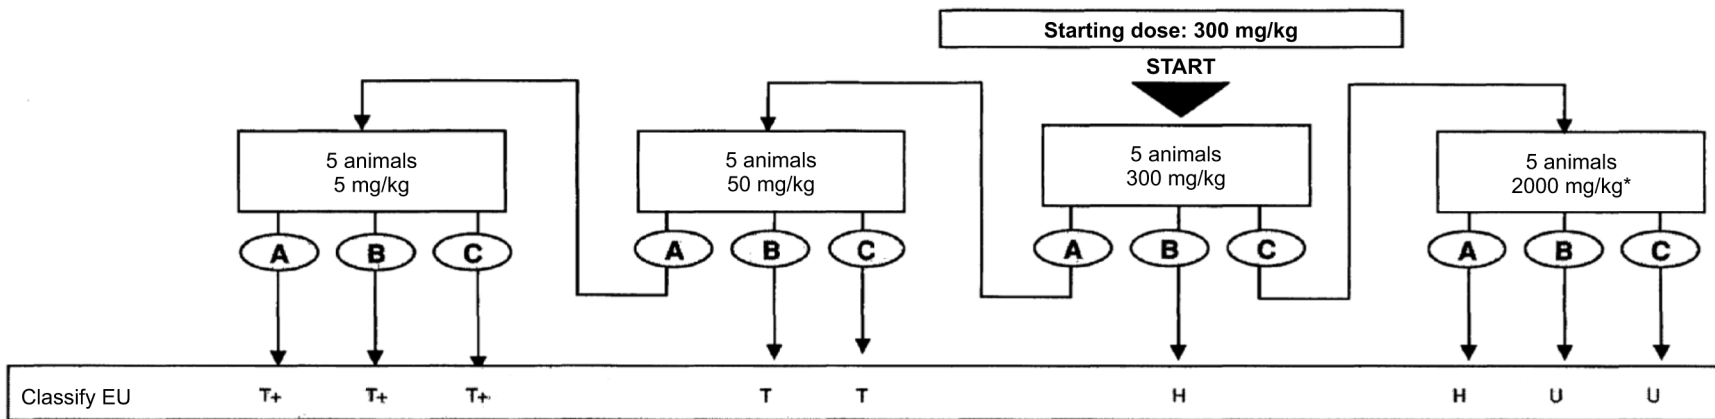 Starting dose: 300 mg/kg
START
5 animals
5 mg/kg
5 animals
50 mg/kg
5 animals
300 mg/kg
5 animals
2000 mg/kg*
A B C A B C A B C A B C
Classify EU T+ T+ T+ T T H H U U